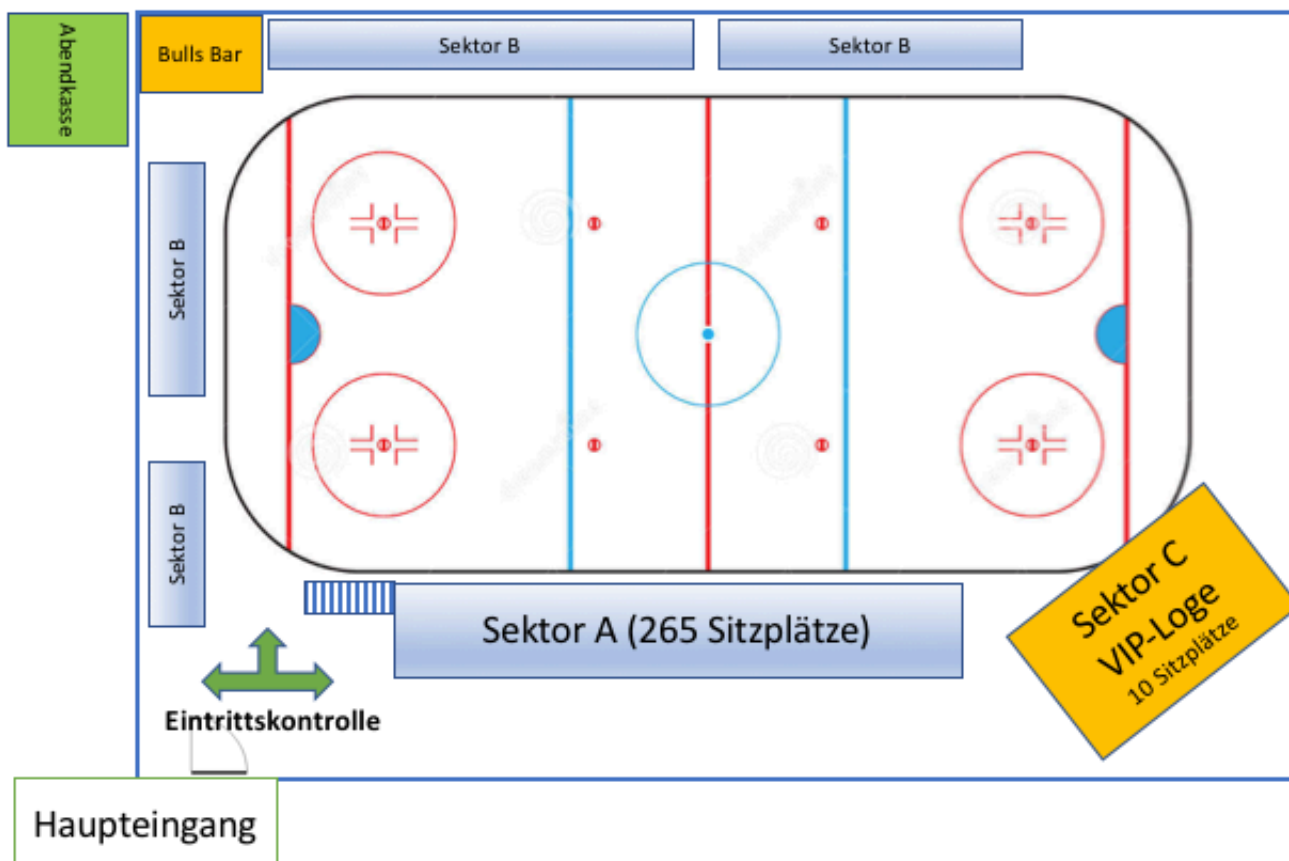 Abendkasse
Bulls Bar
Sektor B
Sektor B
Sektor B
Sektor B
Sektor A (265 Sitzplätze)
Sektor C
VIP-Loge
10 Sitzplätze
Eintrittskontrolle
Haupteingang